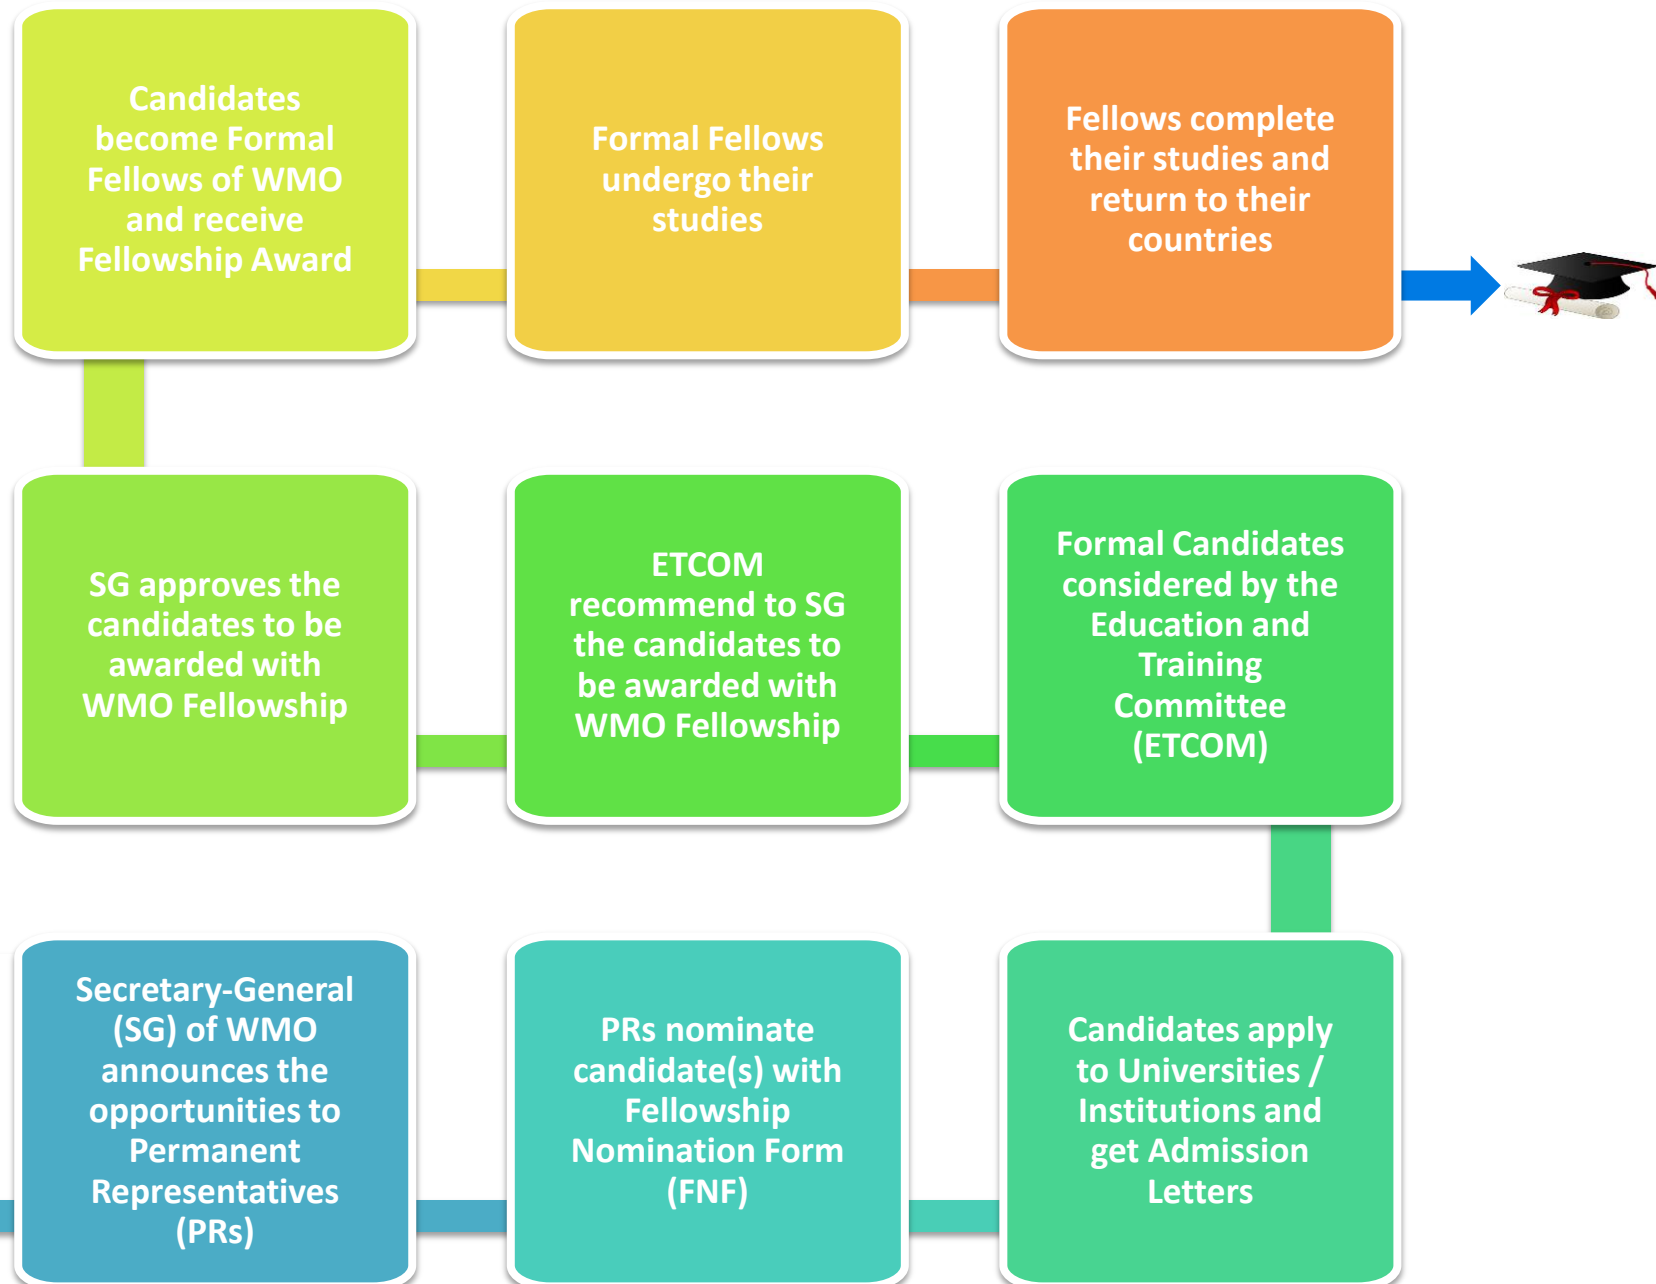 Candidates
become Formal
Fellows of WMO
and receive
Fellowship Award
Formal Fellows
undergo their
studies
Fellows complete
their studies and
return to their
countries
SG approves the
candidates to be
awarded with
WMO Fellowship
ETCOM
recommend to SG
the candidates to
be awarded with
WMO Fellowship
Formal Candidates
considered by the
Education and
Training
Committee
(ETCOM)
Secretary-General
(SG) of WMO
announces the
opportunities to
Permanent
Representatives
(PRs)
PRs nominate
candidate(s) with
Fellowship
Nomination Form
(FNF)
Candidates apply
to Universities /
Institutions and
get Admission
Letters